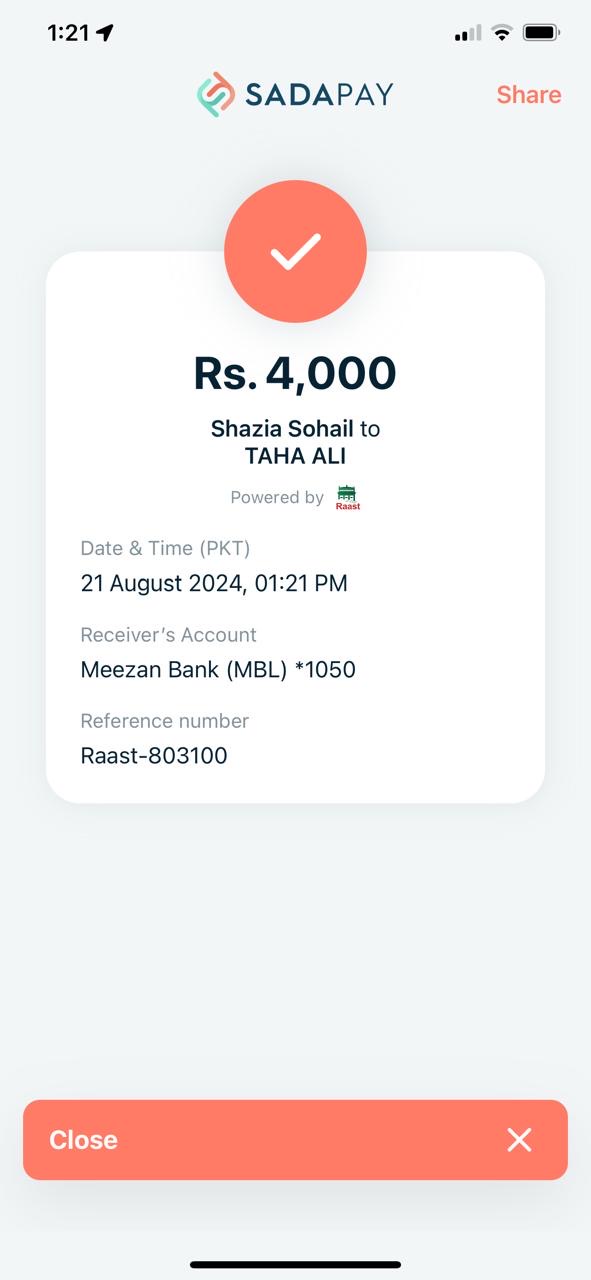 1:21
SADAPAY
Share
Rs. 4,000
Shazia Sohail to
TAHA ALI
Powered by Raast
Date & Time (PKT)
21 August 2024, 01:21 PM
Receiver’s Account
Meezan Bank (MBL) *1050
Reference number
Raast-803100
Close